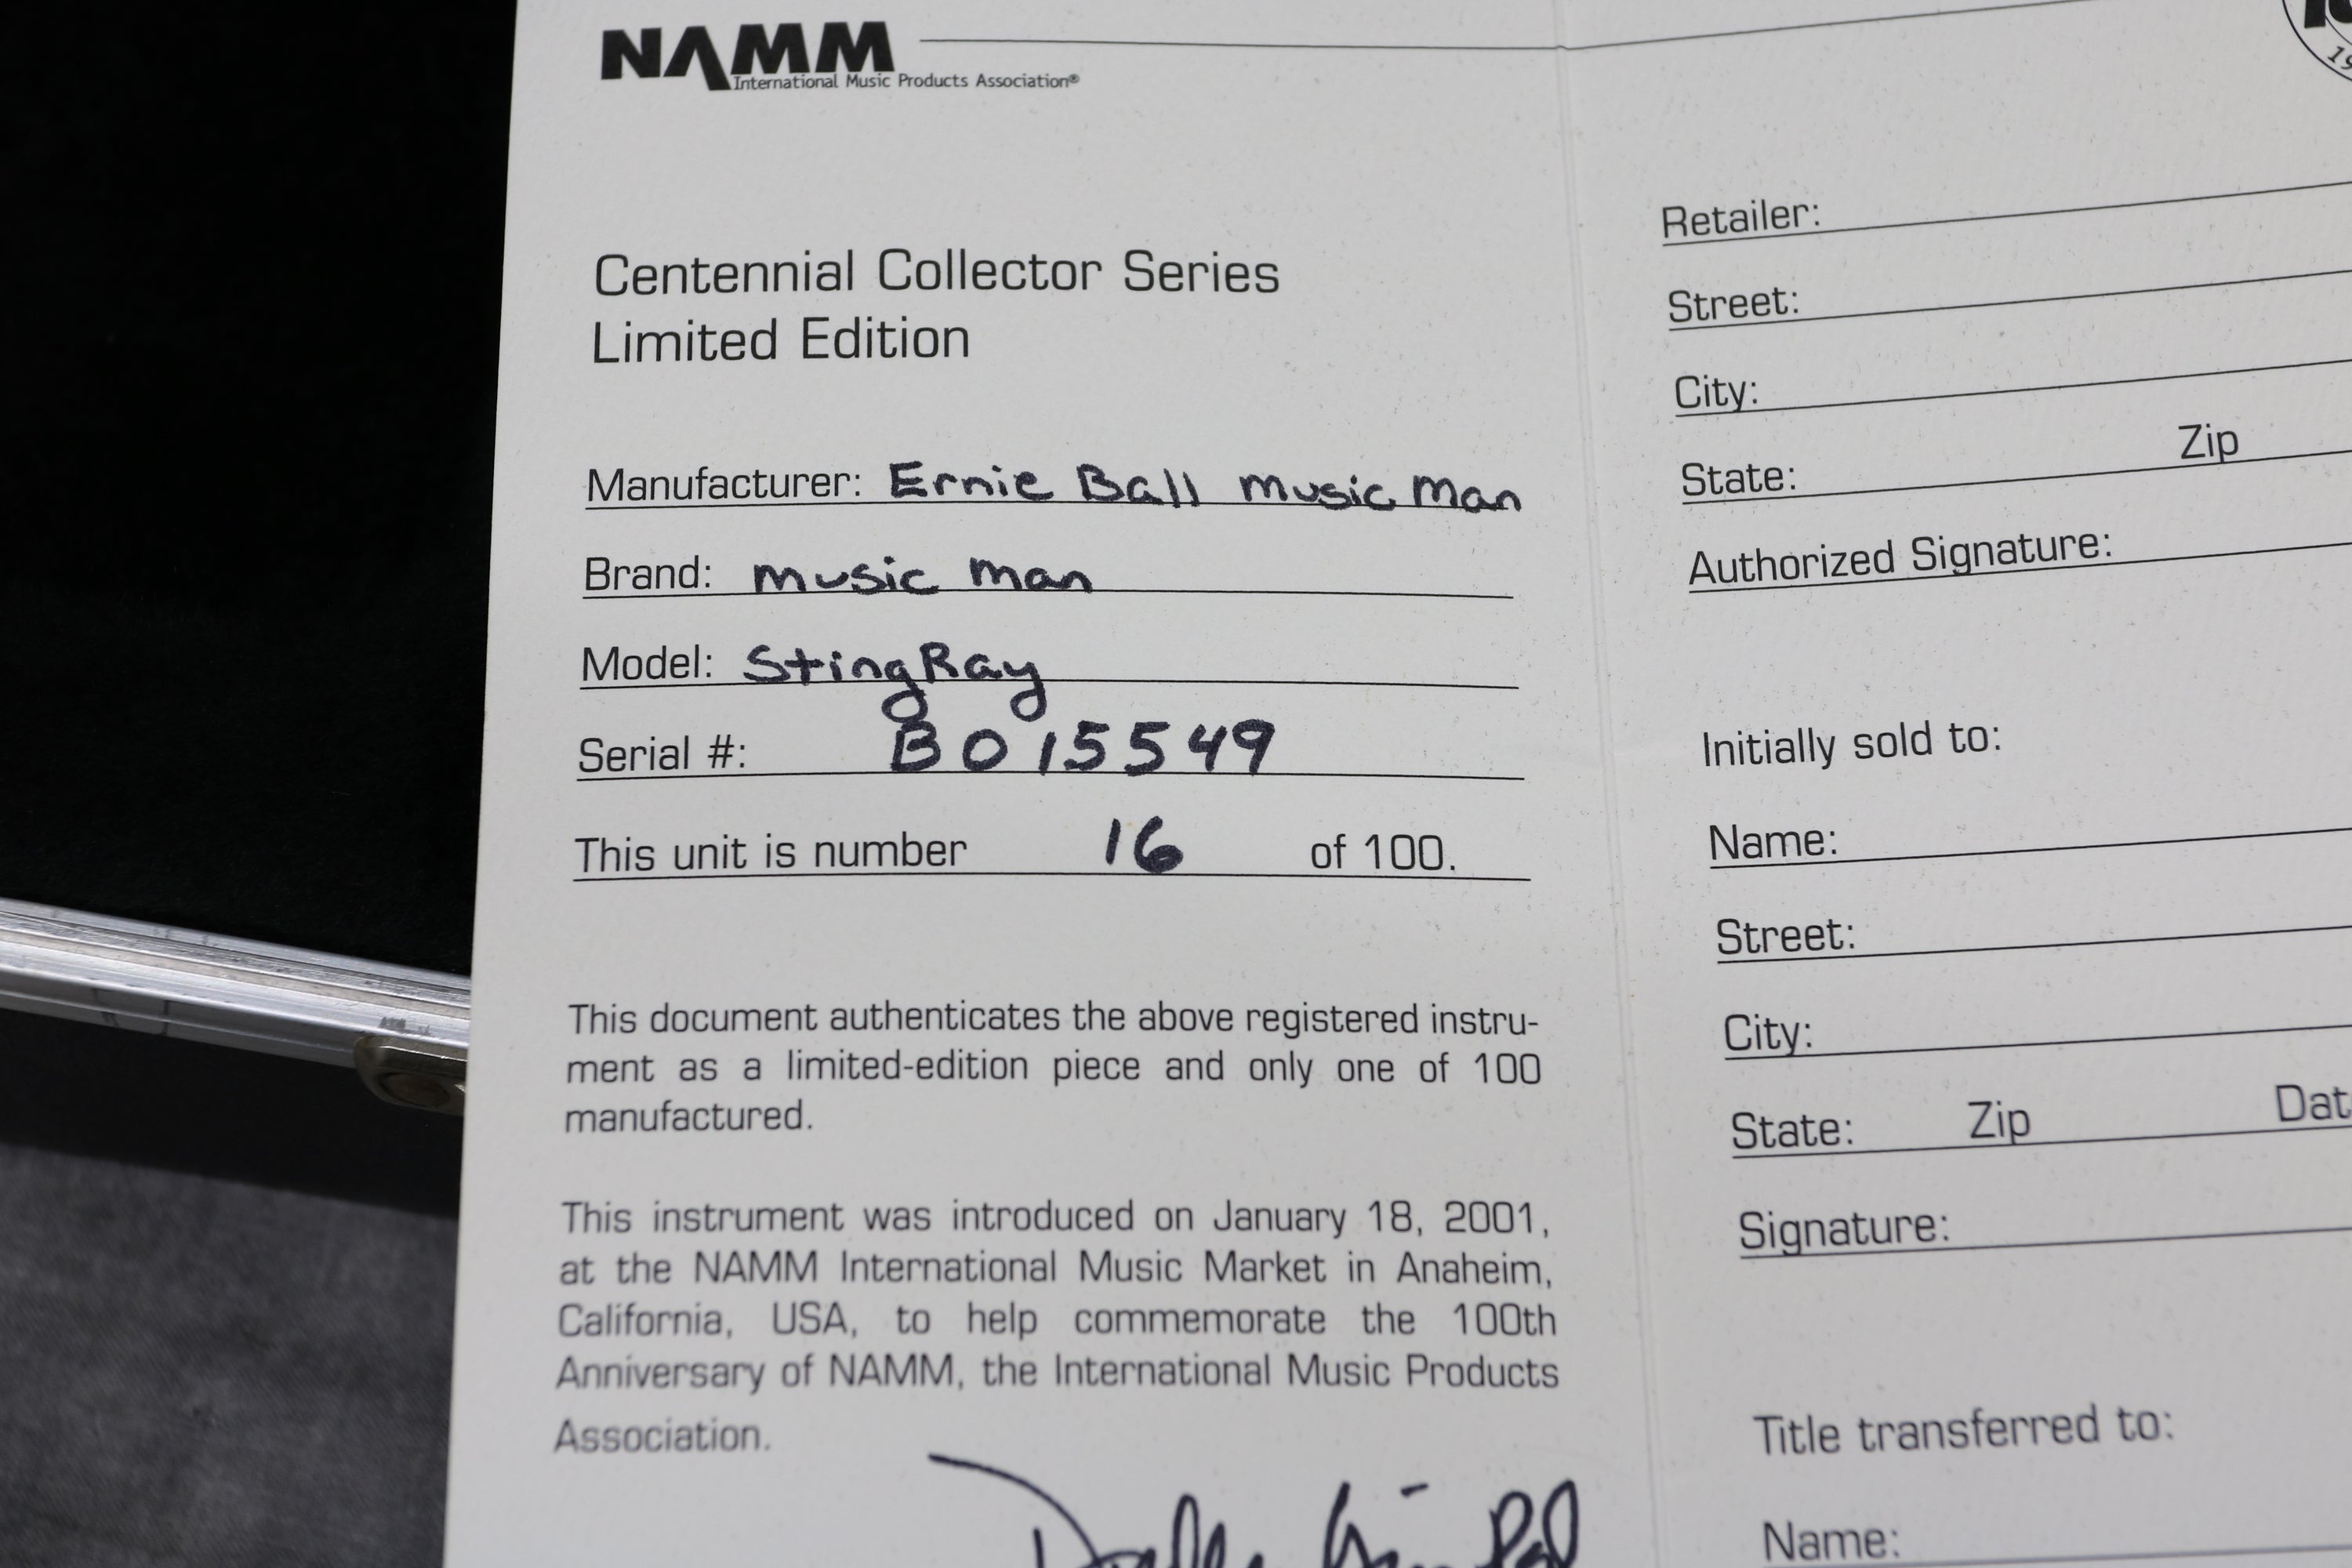 NAMM
International Music Products Association®
Centennial Collector Series
Limited Edition
Manufacturer: Ernie Ball music man
Brand: music man
Model: StingRay
Serial #: B015549
This unit is number 16 of 100.
This document authenticates the above registered instru-
ment as a limited-edition piece and only one of 100
manufactured.
This instrument was introduced on January 18, 2001,
at the NAMM International Music Market in Anaheim,
California, USA, to help commemorate the 100th
Anniversary of NAMM, the International Music Products
Association.
Retailer:
Street:
City:
State: Zip
Authorized Signature:
Initially sold to:
Name:
Street:
City:
State: Zip
Signature:
Title transferred to:
Name: